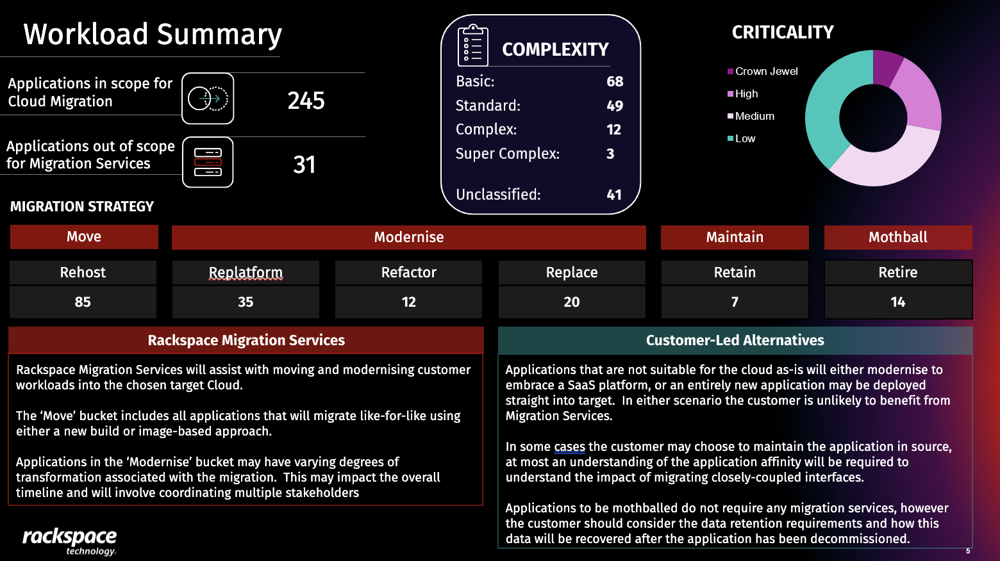 Workload Summary
Applications in scope for
Cloud Migration
245
Applications out of scope
for Migration Services
31
COMPLEXITY
Basic: 68
Standard: 49
Complex: 12
Super Complex: 3
Unclassified: 41
CRITICALITY
Crown Jewel
High
Medium
Low
MIGRATION STRATEGY
Move
Modernise
Maintain
Mothball
Rehost
Replatform
Refactor
Replace
Retain
Retire
85
35
12
20
7
14
Rackspace Migration Services
Rackspace Migration Services will assist with moving and modernising customer
workloads into the chosen target Cloud.
The ‘Move’ bucket includes all applications that will migrate like-for-like using
either a new build or image-based approach.
Applications in the ‘Modernise’ bucket may have varying degrees of
transformation associated with the migration.  This may impact the overall
timeline and will involve coordinating multiple stakeholders
Customer-Led Alternatives
Applications that are not suitable for the cloud as-is will either modernise to
embrace a SaaS platform, or an entirely new application may be deployed
straight into target.  In either scenario the customer is unlikely to benefit from
Migration Services.
In some cases the customer may choose to maintain the application in source,
at most an understanding of the application affinity will be required to
understand the impact of migrating closely-coupled interfaces.
Applications to be mothballed do not require any migration services, however
the customer should consider the data retention requirements and how this
data will be recovered after the application has been decommissioned.
rackspace
technology.
5